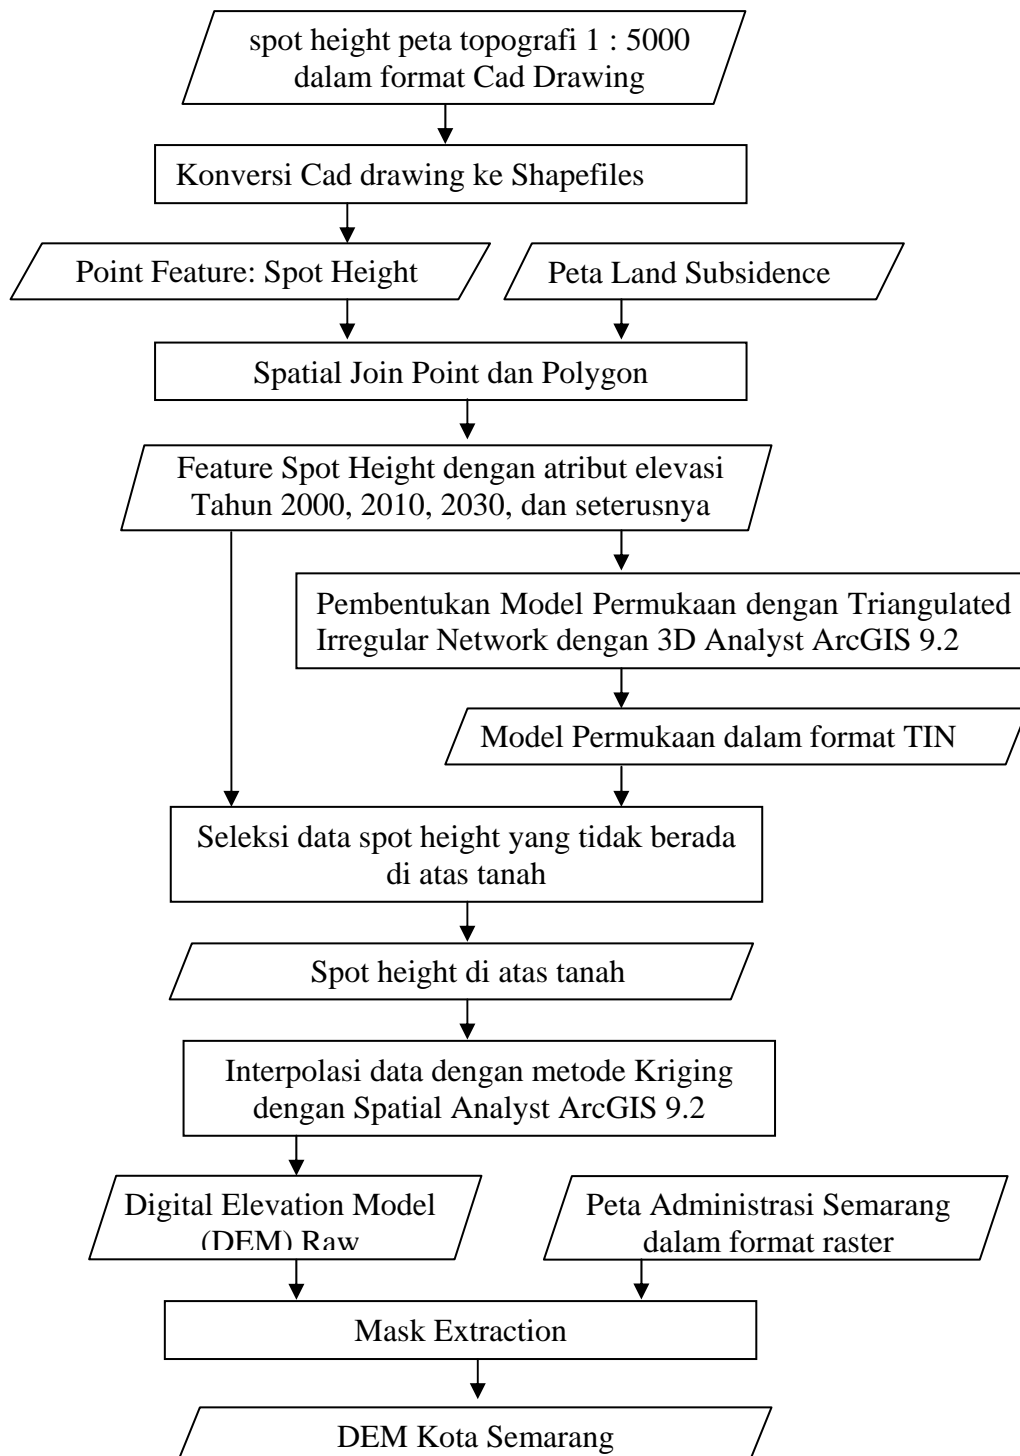 spot height peta topografi 1 : 5000
dalam format Cad Drawing
Konversi Cad drawing ke Shapefiles
Point Feature: Spot Height
Peta Land Subsidence
Spatial Join Point dan Polygon
Feature Spot Height dengan atribut elevasi
Tahun 2000, 2010, 2030, dan seterusnya
Pembentukan Model Permukaan dengan Triangulated
Irregular Network dengan 3D Analyst ArcGIS 9.2
Model Permukaan dalam format TIN
Seleksi data spot height yang tidak berada
di atas tanah
Spot height di atas tanah
Interpolasi data dengan metode Kriging
dengan Spatial Analyst ArcGIS 9.2
Digital Elevation Model
(DEM) Raw
Peta Administrasi Semarang
dalam format raster
Mask Extraction
DEM Kota Semarang